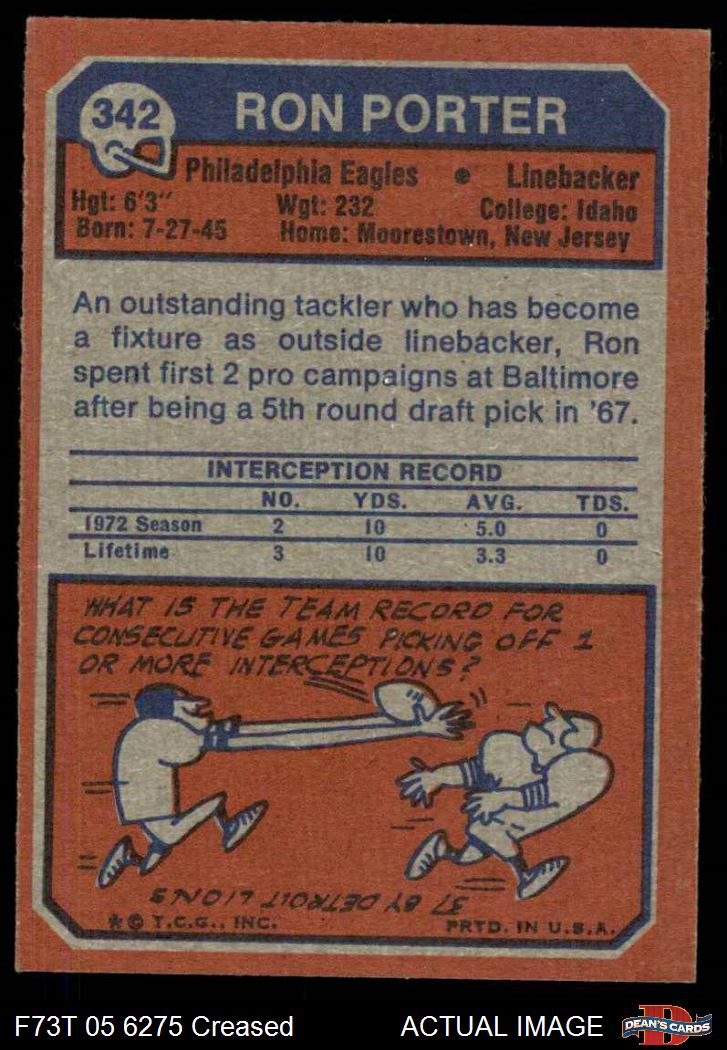 342
RON PORTER
Philadelphia Eagles • Linebacker
Hgt: 6'3" Wgt: 232 College: Idaho
Born: 7-27-45 Home: Moorestown, New Jersey
An outstanding tackler who has become
a fixture as outside linebacker, Ron
spent first 2 pro campaigns at Baltimore
after being a 5th round draft pick in '67.
INTERCEPTION RECORD
NO. YDS. AVG. TDS.
1972 Season 2 10 5.0 0
Lifetime 3 10 3.3 0
WHAT IS THE TEAM RECORD FOR
CONSECUTIVE GAMES PICKING OFF 1
OR MORE INTERCEPTIONS?
37 BY DETROIT LIONS
* © T.C.G., INC. PRTD. IN U.S.A.
F73T 05 6275 Creased ACTUAL IMAGE
D
DEAN'S CARDS